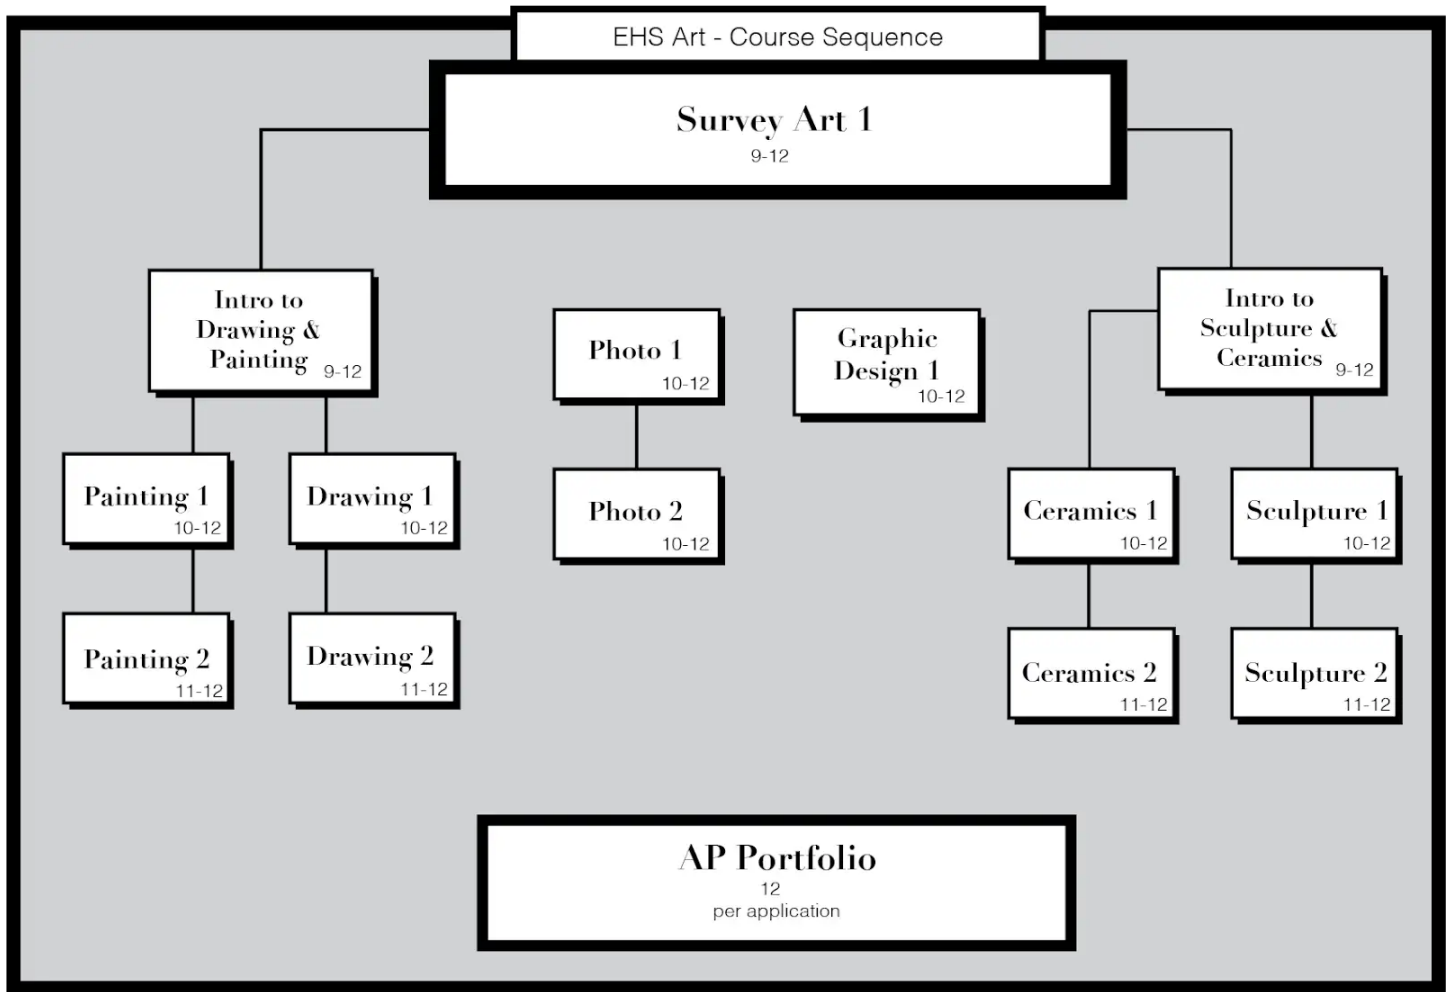 EHS Art - Course Sequence
Survey Art 1
9-12
Intro to
Drawing &
Painting
9-12
Photo 1
10-12
Graphic
Design 1
10-12
Intro to
Sculpture &
Ceramics
9-12
Painting 1
10-12
Drawing 1
10-12
Photo 2
10-12
Ceramics 1
10-12
Sculpture 1
10-12
Painting 2
11-12
Drawing 2
11-12
Ceramics 2
11-12
Sculpture 2
11-12
AP Portfolio
12
per application